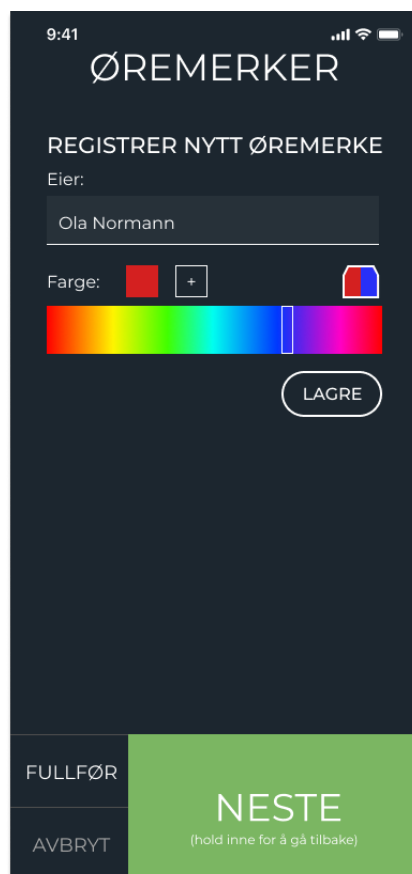 9:41
ØREMERKER
REGISTRER NYTT ØREMERKE
Eier:
Ola Normann
Farge:
+
LAGRE
FULLFØR
AVBRYT
NESTE
(hold inne for å gå tilbake)